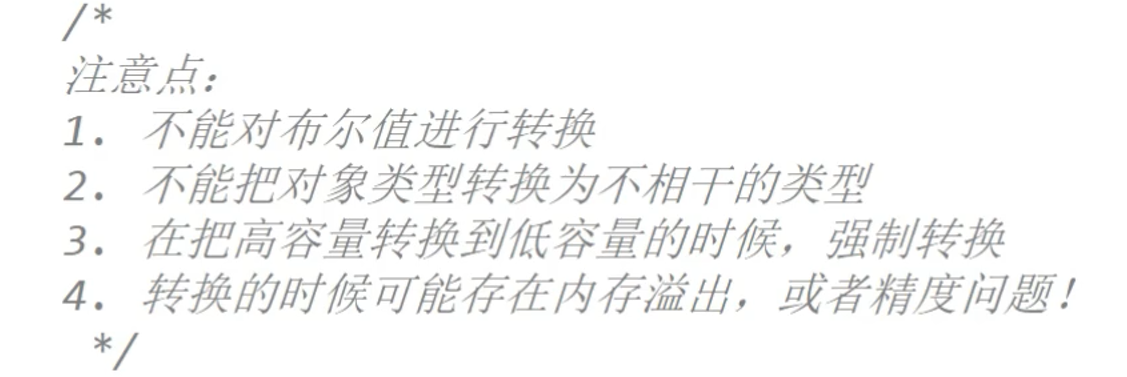 /*
注意点：
1. 不能对布尔值进行转换
2. 不能把对象类型转换为不相干的类型
3. 在把高容量转换到低容量的时候，强制转换
4. 转换的时候可能存在内存溢出，或者精度问题！
*/